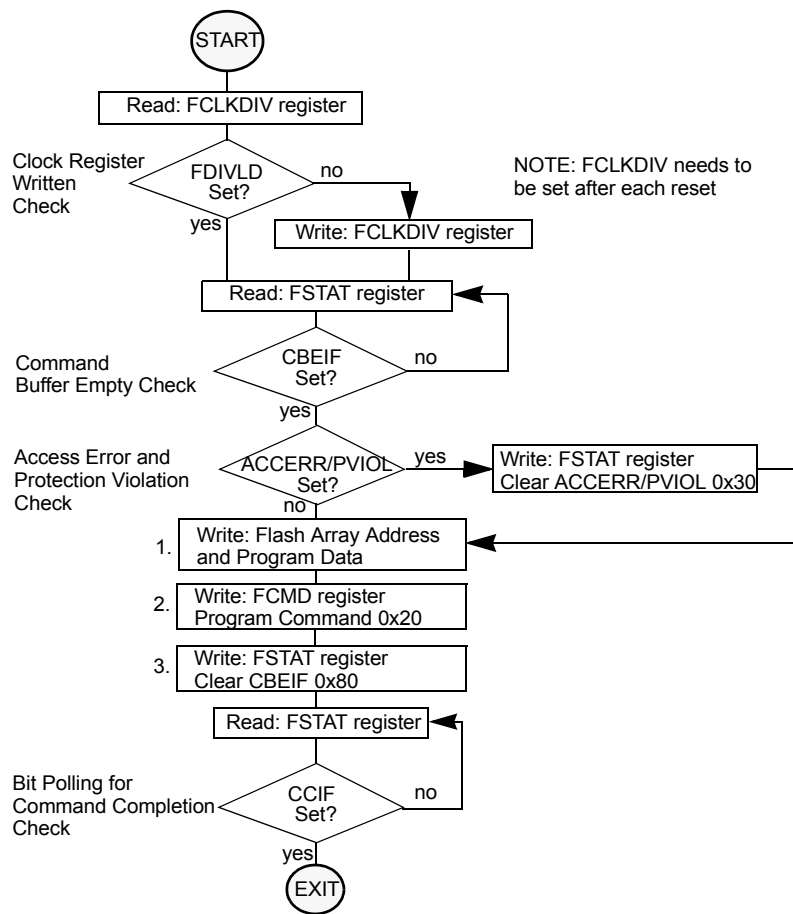 START
Read: FCLKDIV register
Clock Register
Written
Check
FDIVLD
Set?
no
yes
NOTE: FCLKDIV needs to
be set after each reset
Write: FCLKDIV register
Read: FSTAT register
Command
Buffer Empty Check
CBEIF
Set?
no
yes
Access Error and
Protection Violation
Check
ACCERR/PVIOL
Set?
yes
no
Write: FSTAT register
Clear ACCERR/PVIOL 0x30
1.
Write: Flash Array Address
and Program Data
2.
Write: FCMD register
Program Command 0x20
3.
Write: FSTAT register
Clear CBEIF 0x80
Read: FSTAT register
Bit Polling for
Command Completion
Check
CCIF
Set?
no
yes
EXIT